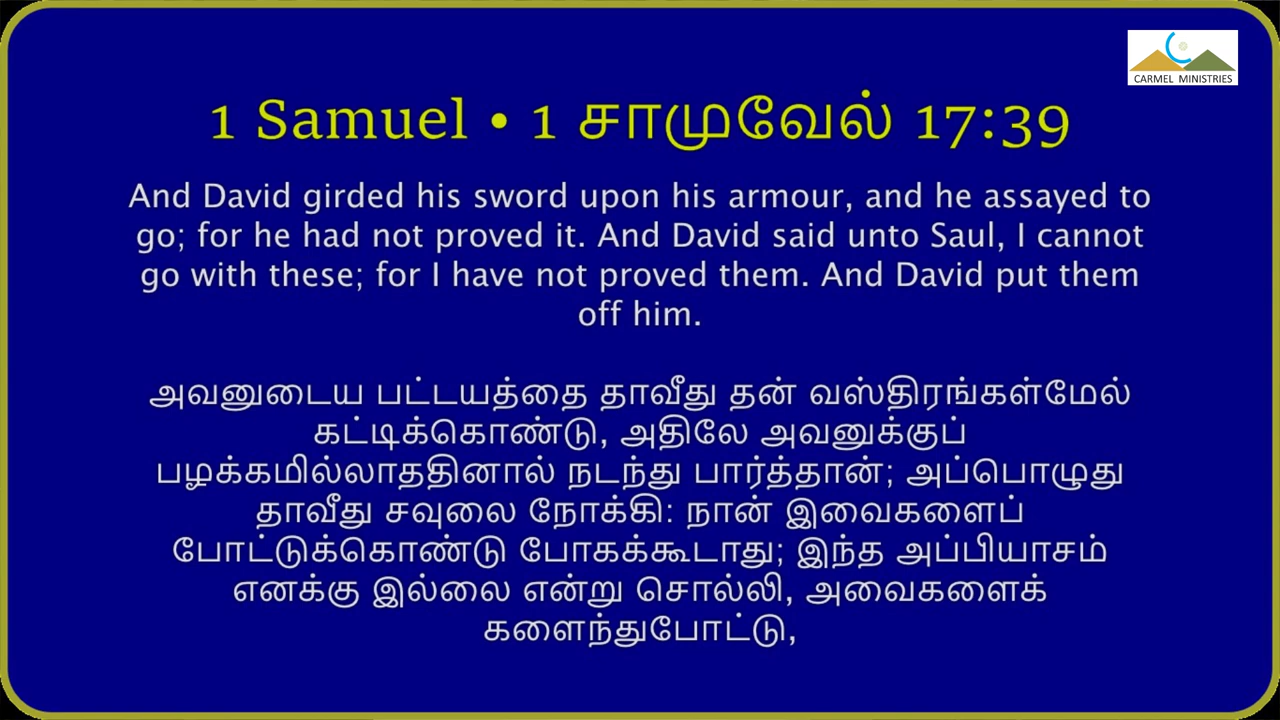 CARMEL MINISTRIES
1 Samuel • 1 சாமுவேல் 17:39
And David girded his sword upon his armour, and he assayed to
go; for he had not proved it. And David said unto Saul, I cannot
go with these; for I have not proved them. And David put them
off him.
அவனுடைய பட்டயத்தை தாவீது தன் வஸ்திரங்கள்மேல்
கட்டிக்கொண்டு, அதிலே அவனுக்குப்
பழக்கமில்லாததினால் நடந்து பார்த்தான்; அப்பொழுது
தாவீது சவுலை நோக்கி: நான் இவைகளைப்
போட்டுக்கொண்டு போகக்கூடாது; இந்த அப்பியாசம்
எனக்கு இல்லை என்று சொல்லி, அவைகளைக்
களைந்துபோட்டு,